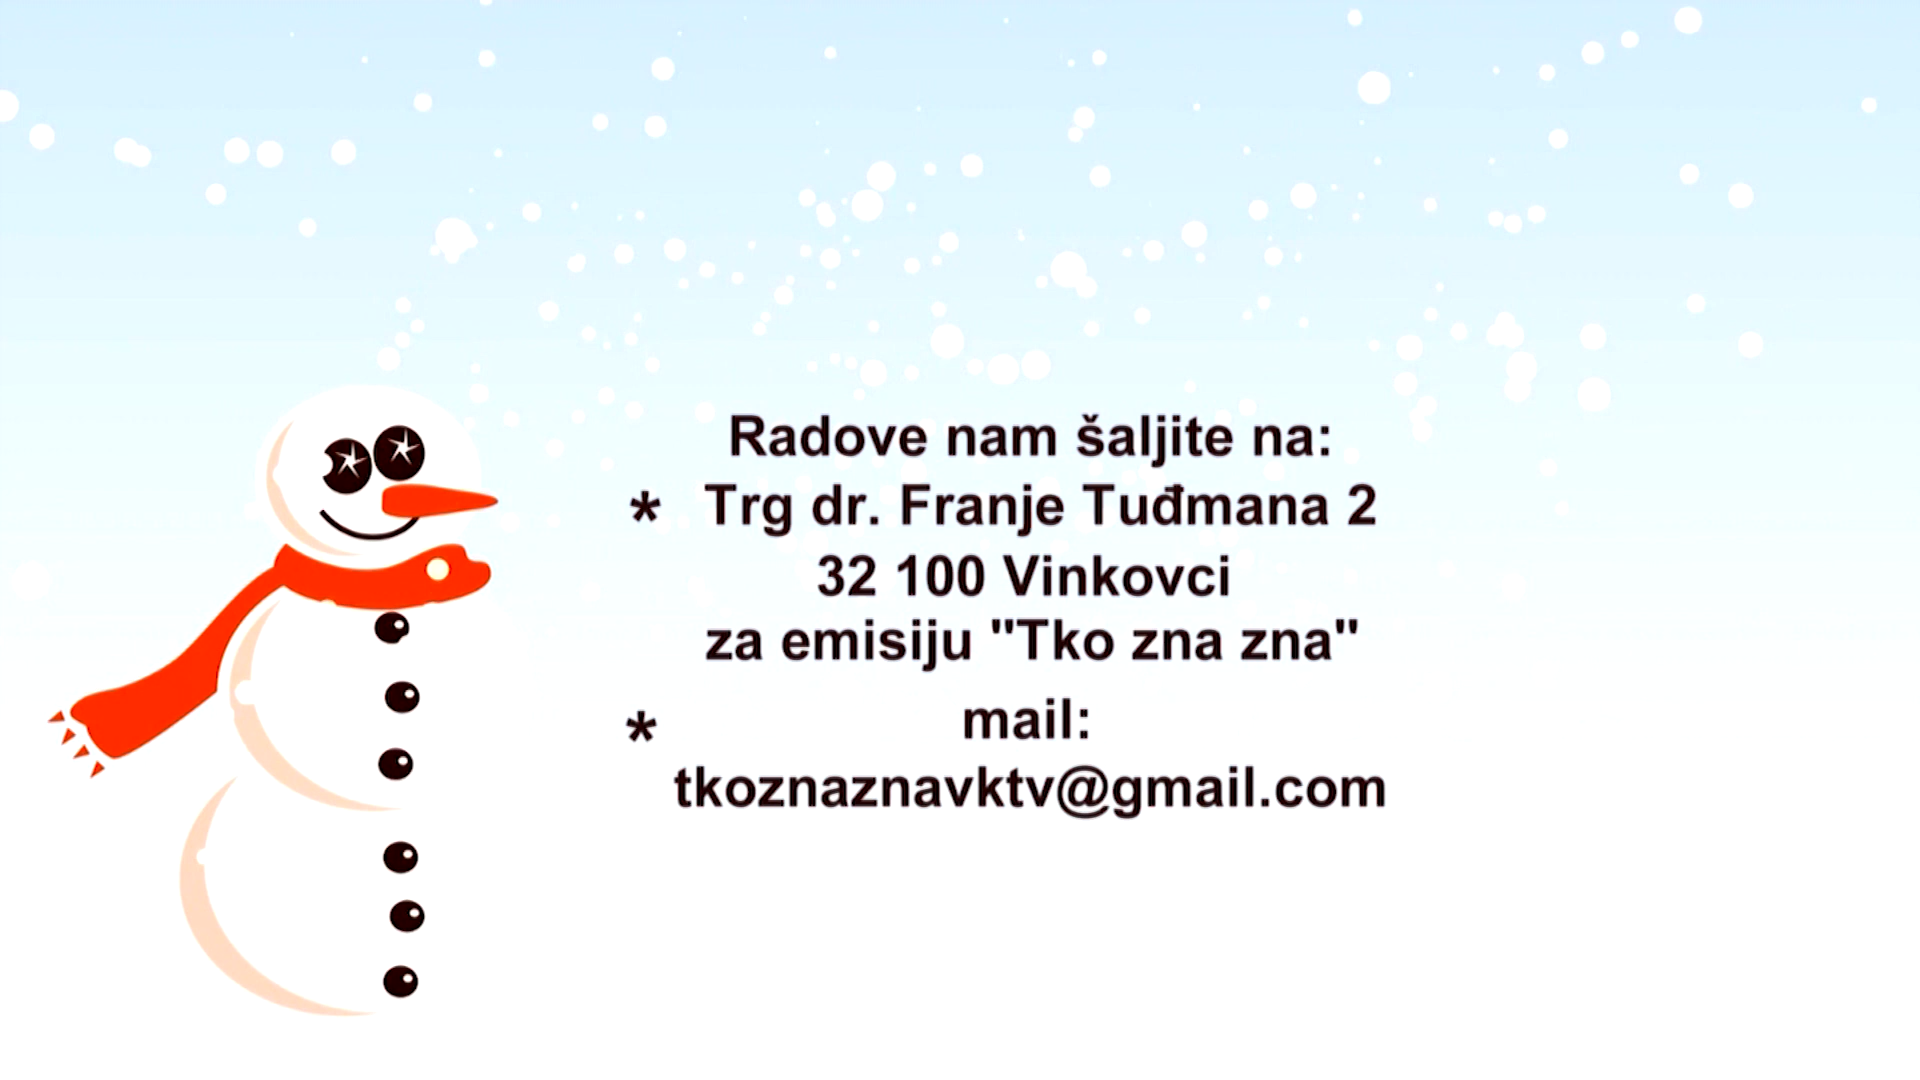 Radove nam šaljite na:
* Trg dr. Franje Tuđmana 2
32 100 Vinkovci
za emisiju "Tko zna zna"
* mail:
tkoznaznavktv@gmail.com